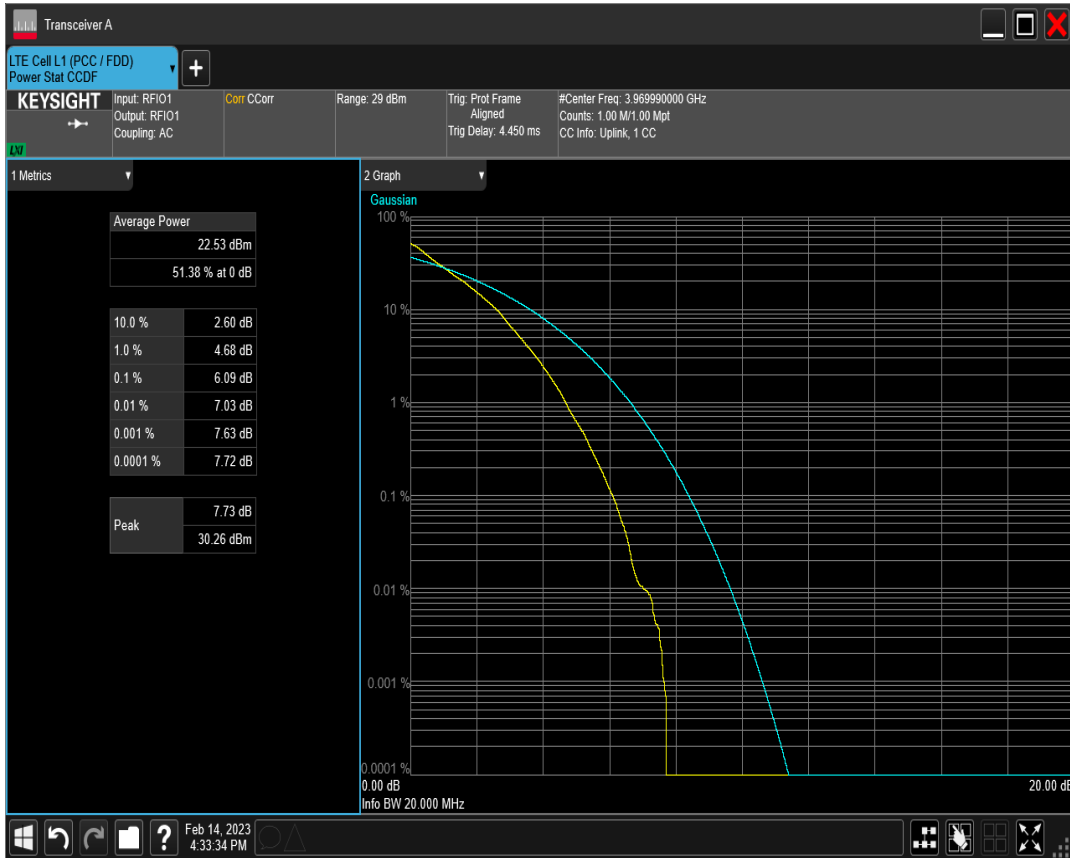 Transceiver A
LTE Cell L1 (PCC / FDD)
Power Stat CCDF
+
KEYSIGHT
LXI
Input: RFIO1
Output: RFIO1
Coupling: AC
Corr CCorr
Range: 29 dBm
Trig: Prot Frame
Aligned
Trig Delay: 4.450 ms
#Center Freq: 3.969990000 GHz
Counts: 1.00 M/1.00 Mpt
CC Info: Uplink, 1 CC
1 Metrics
Average Power
22.53 dBm
51.38 % at 0 dB
10.0 % 2.60 dB
1.0 % 4.68 dB
0.1 % 6.09 dB
0.01 % 7.03 dB
0.001 % 7.63 dB
0.0001 % 7.72 dB
Peak 7.73 dB
30.26 dBm
2 Graph
Gaussian
100 %
10 %
1 %
0.1 %
0.01 %
0.001 %
0.0001 %
0.00 dB 20.00 dB
Info BW 20.000 MHz
? Feb 14, 2023
4:33:34 PM